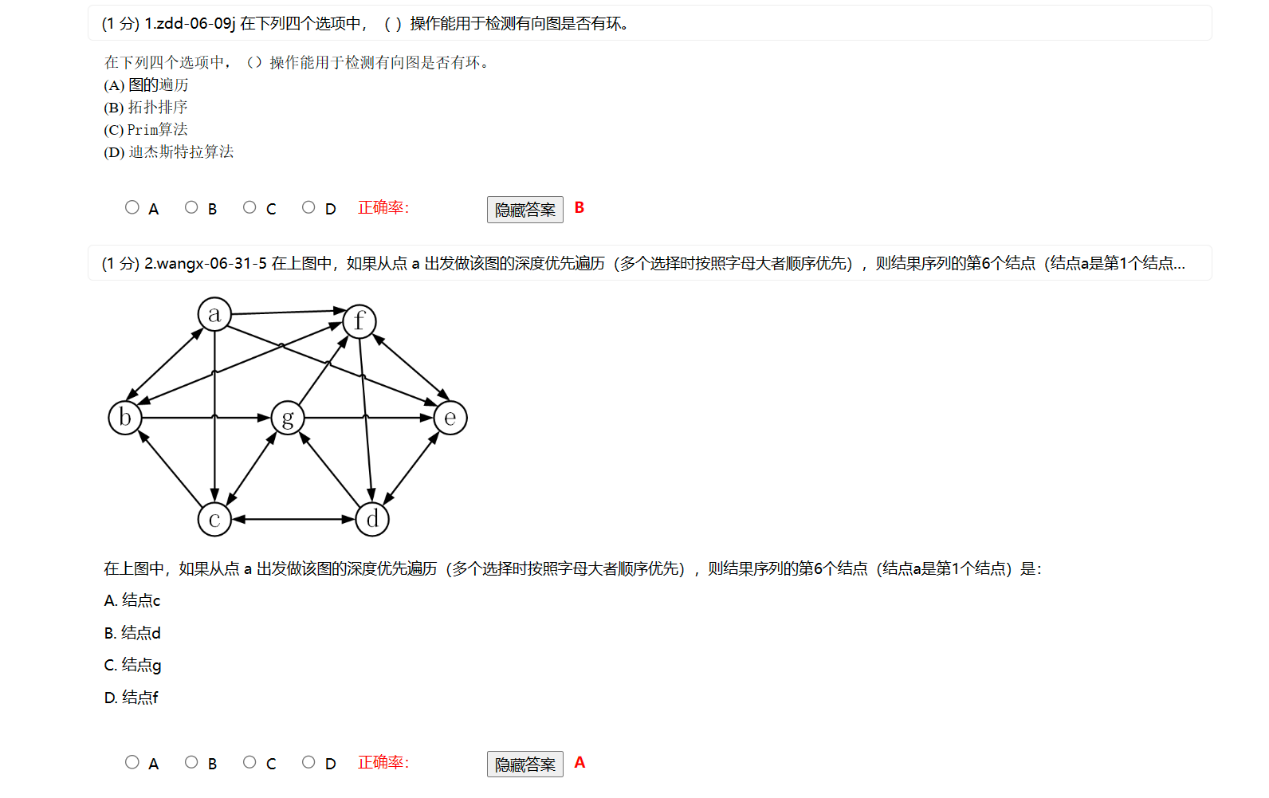 (1 分) 1.zdd-06-09j 在下列四个选项中，（ ）操作能用于检测有向图是否有环。
在下列四个选项中，（）操作能用于检测有向图是否有环。
(A) 图的遍历
(B) 拓扑排序
(C) Prim算法
(D) 迪杰斯特拉算法
A B C D 正确率： 隐藏答案 B
(1 分) 2.wangx-06-31-5 在上图中，如果从点 a 出发做该图的深度优先遍历（多个选择时按照字母大者顺序优先），则结果序列的第6个结点（结点a是第1个结点...
a
f
b
g
e
c
d
在上图中，如果从点 a 出发做该图的深度优先遍历（多个选择时按照字母大者顺序优先），则结果序列的第6个结点（结点a是第1个结点）是：
A. 结点c
B. 结点d
C. 结点g
D. 结点f
A B C D 正确率： 隐藏答案 A